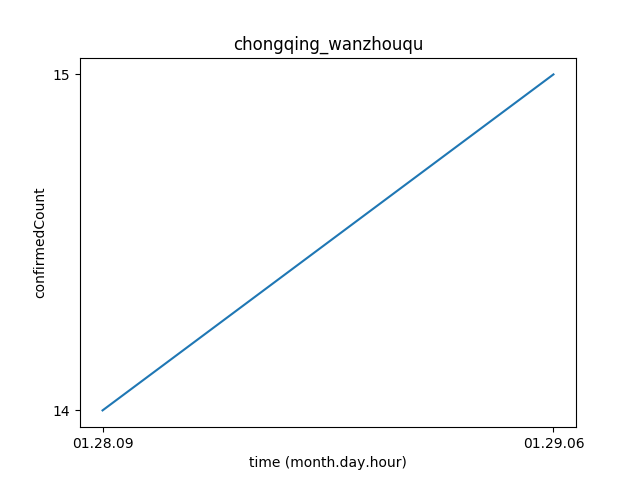 chongqing_wanzhouqu
15
confirmedCount
14
01.28.09
01.29.06
time (month.day.hour)